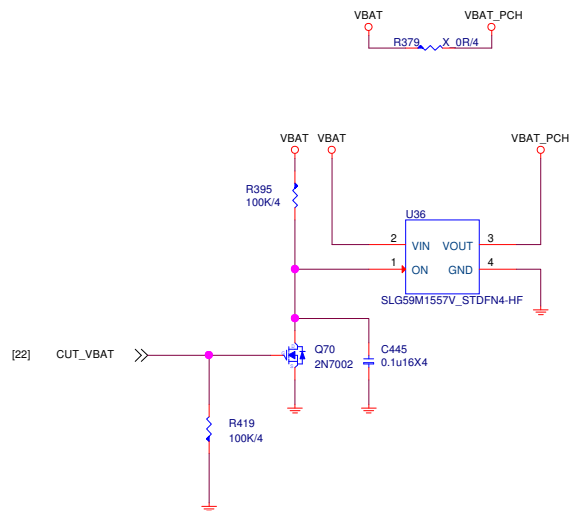 VBAT VBAT_PCH
R379 X_0R/4
VBAT VBAT VBAT_PCH
R395
100K/4
U36
2 VIN VOUT 3
1 ON GND 4
SLG59M1557V_STDFN4-HF
[22] CUT_VBAT
Q70
2N7002
C445
0.1u16X4
R419
100K/4